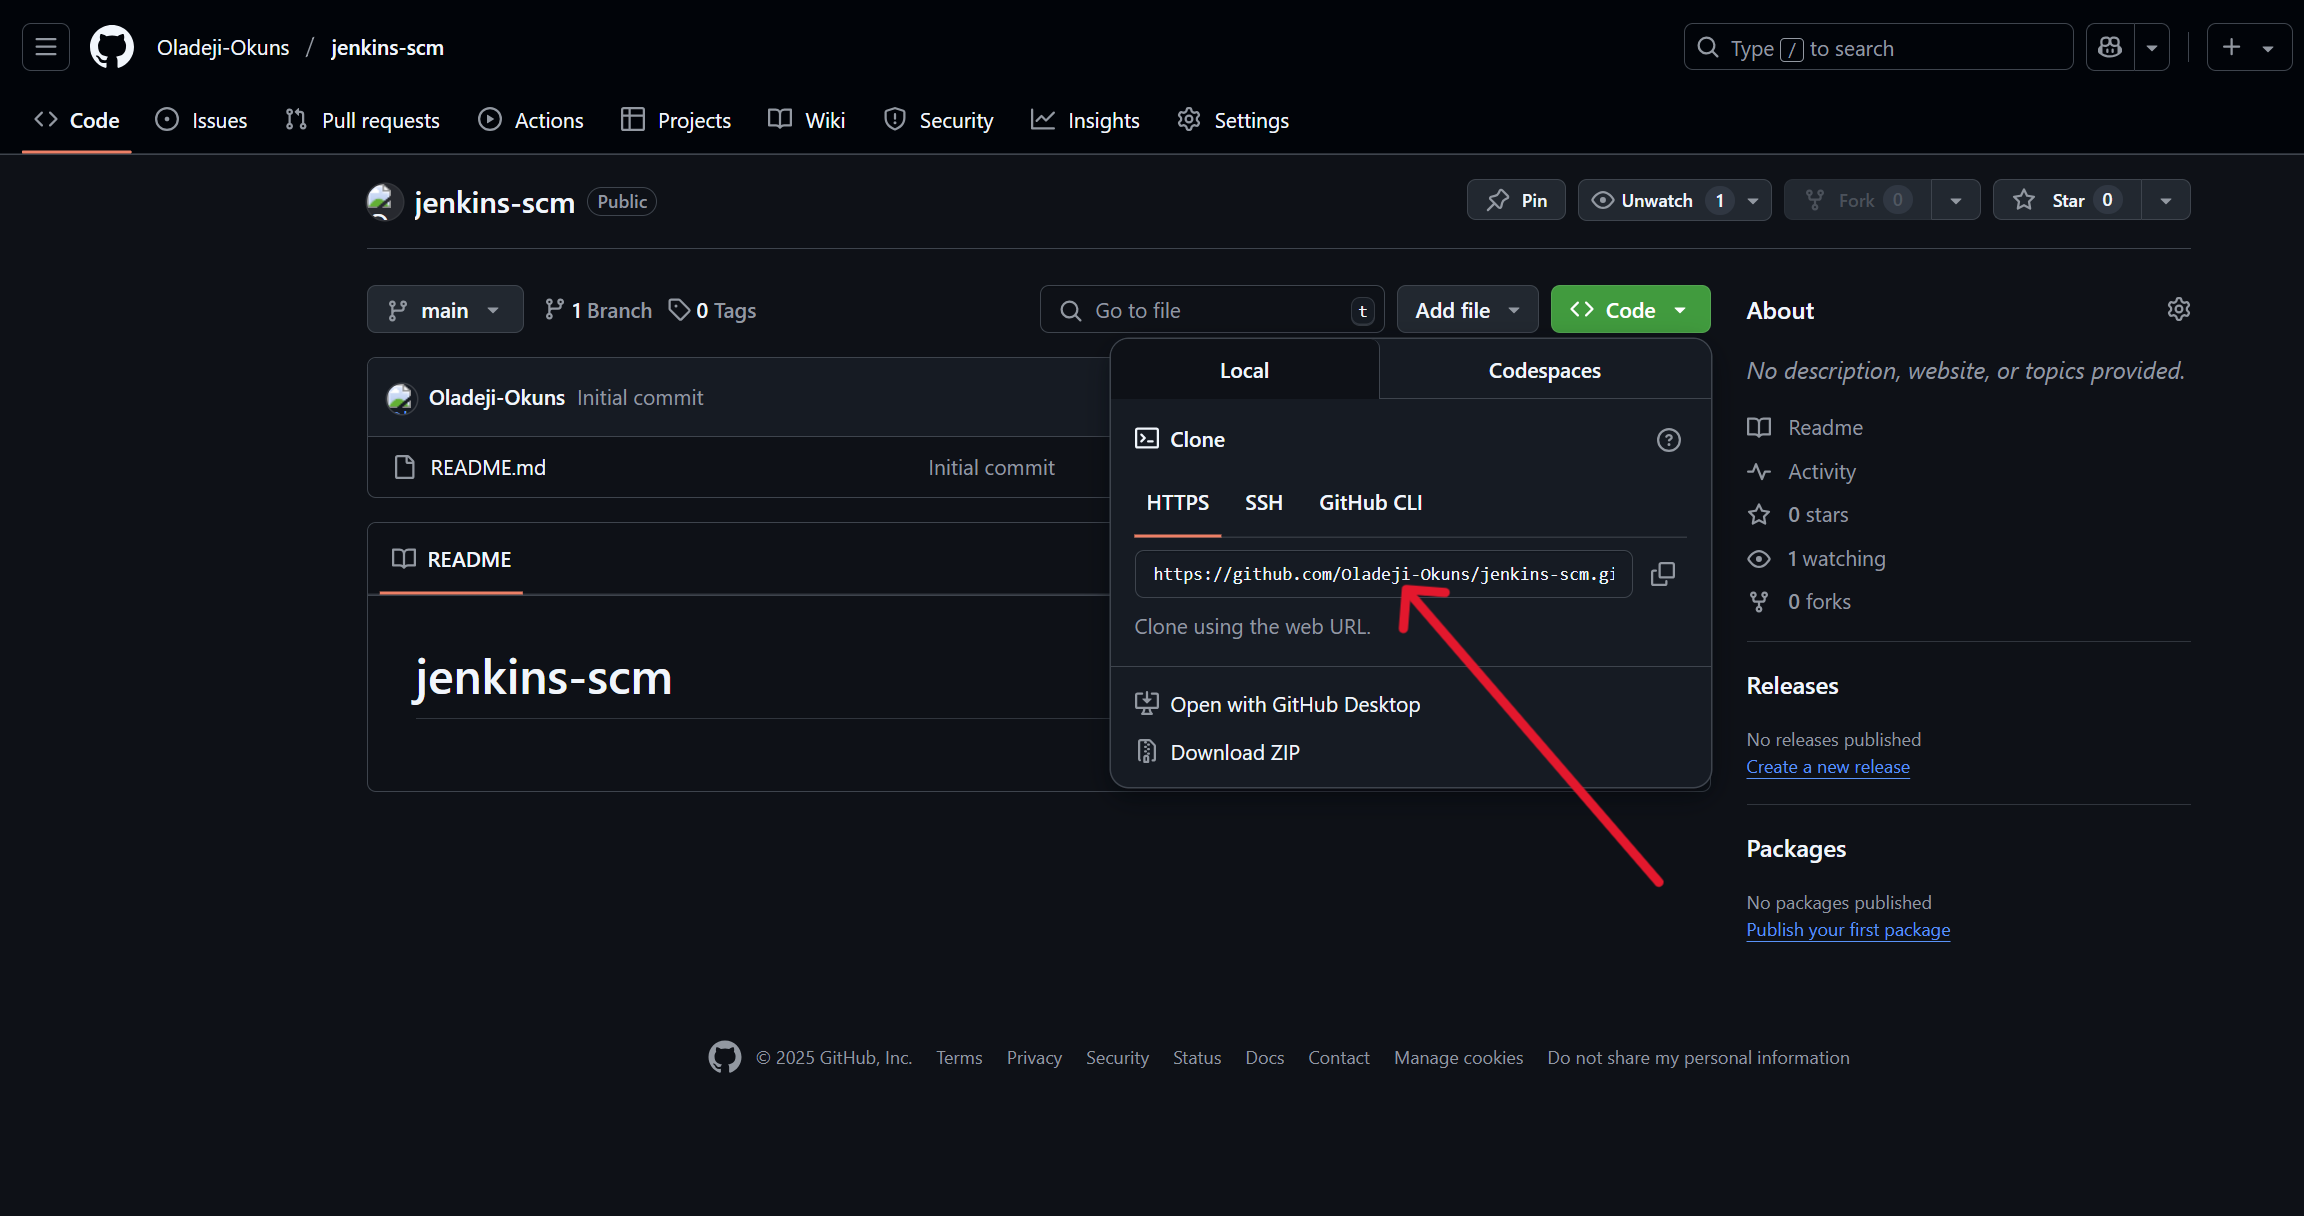 Oladeji-Okuns / jenkins-scm
Type / to search
Code Issues Pull requests Actions Projects Wiki Security Insights Settings
jenkins-scm Public
Pin Unwatch 1 Fork 0 Star 0
main 1 Branch 0 Tags Go to file t Add file Code
About
Local Codespaces
No description, website, or topics provided.
Oladeji-Okuns Initial commit
Clone
Readme
README.md Initial commit
Activity
HTTPS SSH GitHub CLI
0 stars
README
1 watching
https://github.com/Oladeji-Okuns/jenkins-scm.gi
0 forks
Clone using the web URL.
jenkins-scm
Releases
Open with GitHub Desktop
No releases published
Download ZIP
Create a new release
Packages
No packages published
Publish your first package
© 2025 GitHub, Inc. Terms Privacy Security Status Docs Contact Manage cookies Do not share my personal information